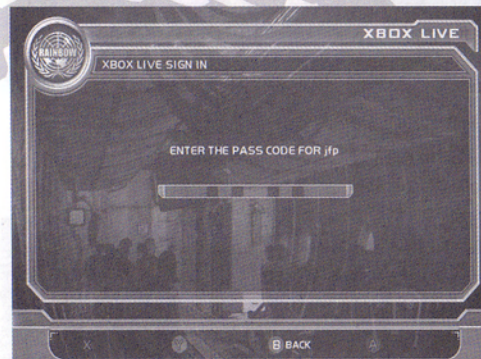 XBOX LIVE
RAINBOW
XBOX LIVE SIGN IN
ENTER THE PASS CODE FOR jfp
X
Y
B BACK
A